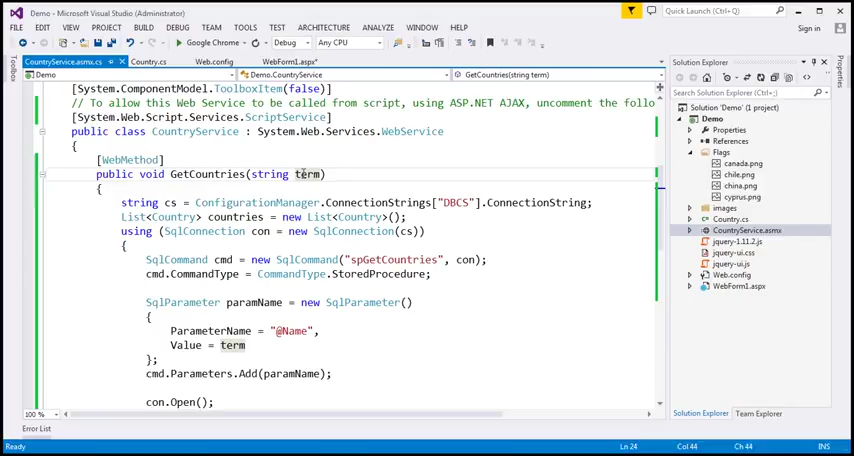 Demo - Microsoft Visual Studio (Administrator)
Quick Launch (Ctrl+Q)
FILE EDIT VIEW PROJECT BUILD DEBUG TEAM TOOLS TEST ARCHITECTURE ANALYZE WINDOW HELP
Sign in
Google Chrome Debug Any CPU
CountryService.asmx.cs Country.cs Web.config WebForm1.aspx*
Demo Demo.CountryService GetCountries(string term)
[System.ComponentModel.ToolboxItem(false)]
// To allow this Web Service to be called from script, using ASP.NET AJAX, uncomment the follo
[System.Web.Script.Services.ScriptService]
public class CountryService : System.Web.Services.WebService
{
[WebMethod]
public void GetCountries(string term)
{
string cs = ConfigurationManager.ConnectionStrings["DBCS"].ConnectionString;
List<Country> countries = new List<Country>();
using (SqlConnection con = new SqlConnection(cs))
{
SqlCommand cmd = new SqlCommand("spGetCountries", con);
cmd.CommandType = CommandType.StoredProcedure;
SqlParameter paramName = new SqlParameter()
{
ParameterName = "@Name",
Value = term
};
cmd.Parameters.Add(paramName);
con.Open();
100 %
Error List
Toolbox
Solution Explorer
Search Solution Explorer (Ctrl+;)
Solution 'Demo' (1 project)
Demo
Properties
References
Flags
canada.png
chile.png
china.png
cyprus.png
images
Country.cs
CountryService.asmx
jquery-1.11.2.js
jquery-ui.css
jquery-ui.js
Web.config
WebForm1.aspx
Solution Explorer Team Explorer
Properties
Ready Ln 24 Col 44 Ch 44 INS